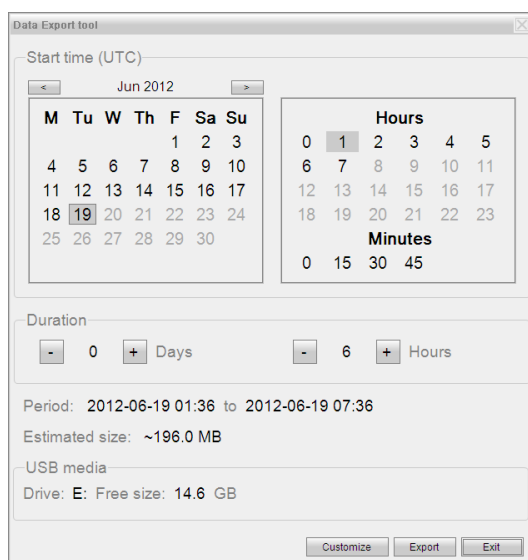 Data Export tool
Start time (UTC)
< Jun 2012 >
M Tu W Th F Sa Su
1 2 3
4 5 6 7 8 9 10
11 12 13 14 15 16 17
18 19 20 21 22 23 24
25 26 27 28 29 30
Hours
0 1 2 3 4 5
6 7 8 9 10 11
12 13 14 15 16 17
18 19 20 21 22 23
Minutes
0 15 30 45
Duration
- 0 + Days - 6 + Hours
Period: 2012-06-19 01:36 to 2012-06-19 07:36
Estimated size: ~196.0 MB
USB media
Drive: E: Free size: 14.6 GB
Customize Export Exit